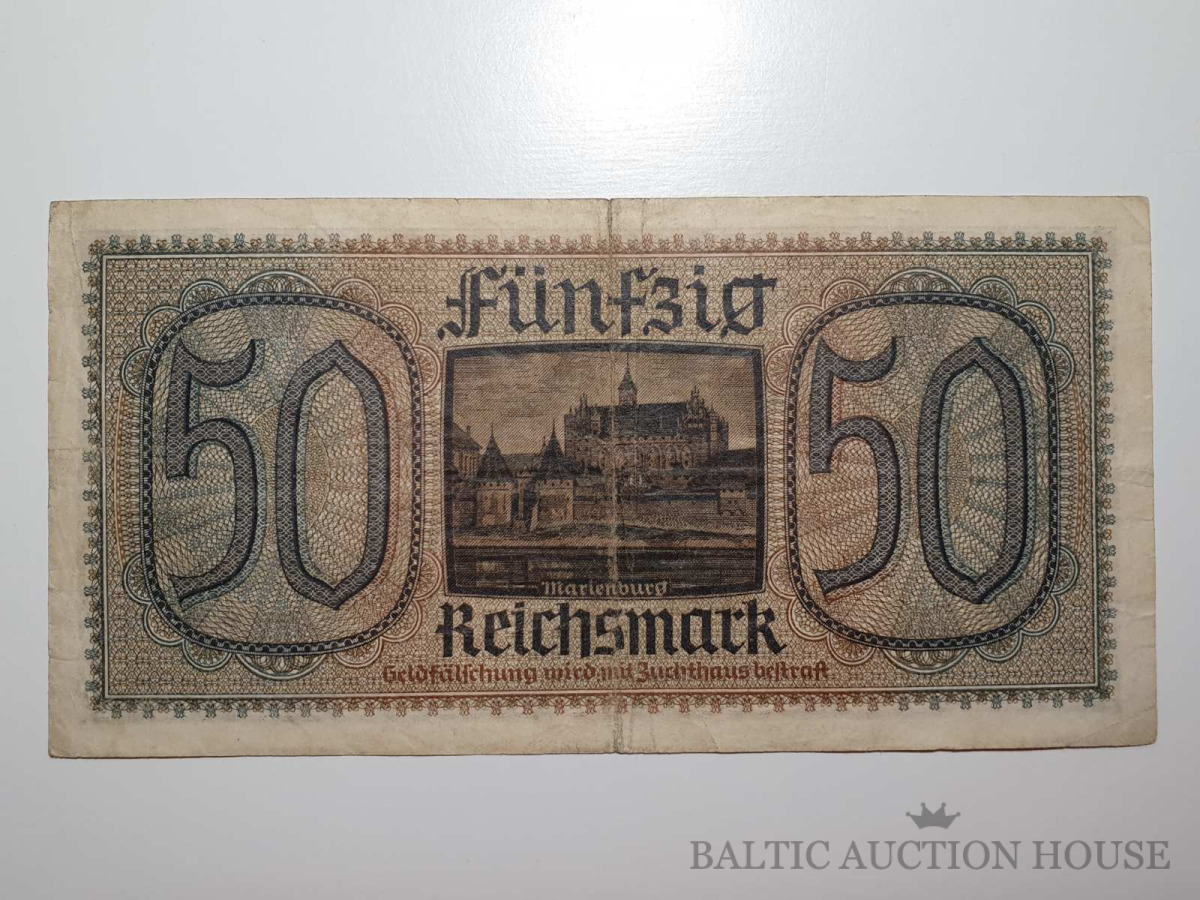 Fünfzig
50
50
Marienburg
Reichsmark
Geldfälschung wird mit Zuchthaus bestraft
BALTIC AUCTION HOUSE